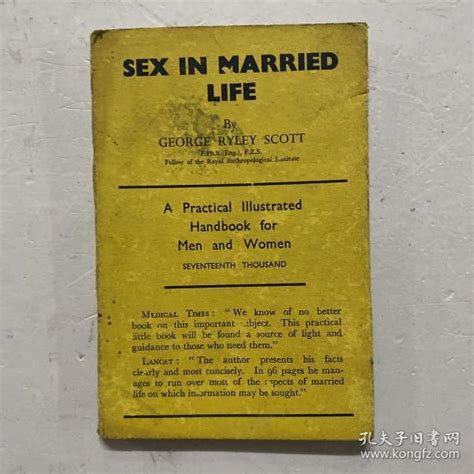 SEX IN MARRIED
LIFE
By
GEORGE RYLEY SCOTT
F.Ph.S.(Eng.), F.Z.S.
Fellow of the Royal Anthropological Institute
A Practical Illustrated
Handbook for
Men and Women
SEVENTEENTH THOUSAND
MEDICAL TIMES: "We know of no better
book on this important subject. This practical
little book will be found a source of light and
guidance to those who need them."
LANCET: "The author presents his facts
clearly and most concisely. In 96 pages he man-
ages to run over most of the aspects of married
life on which information may be sought."
孔夫子旧书网
www.kongfz.com